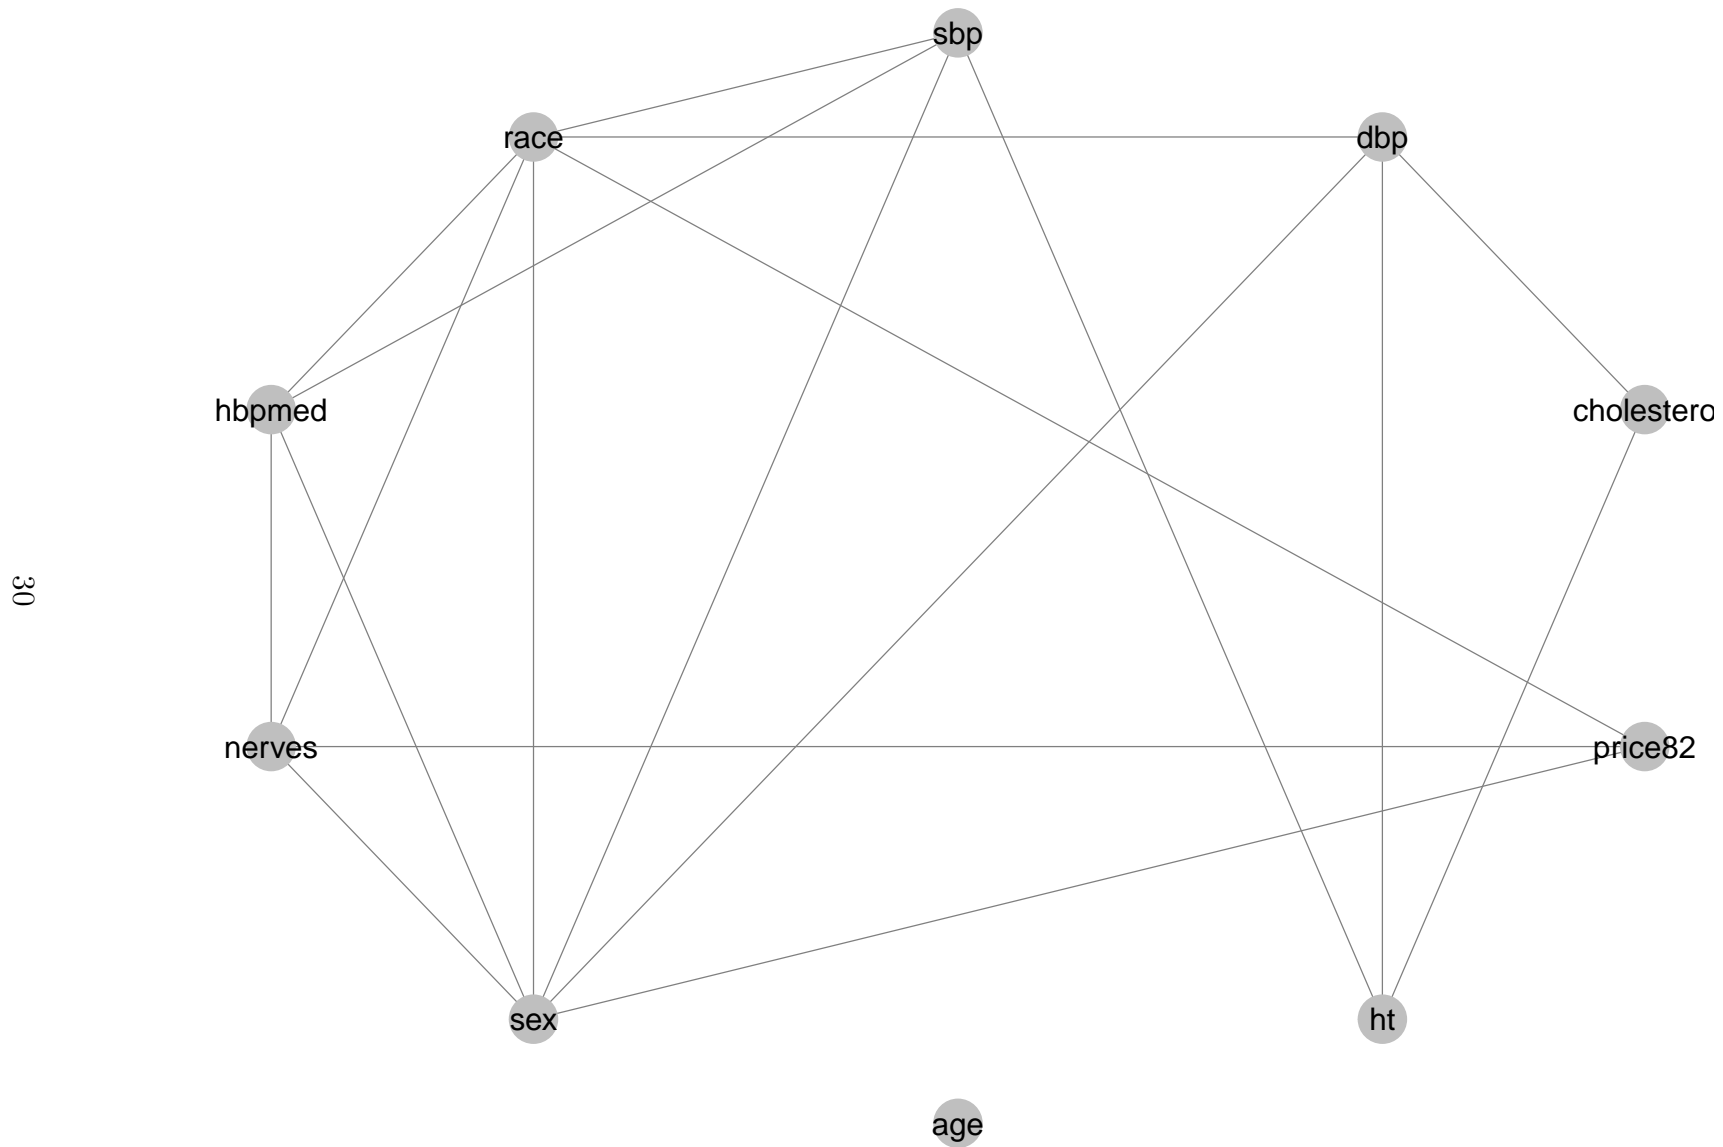 sbp
race
dbp
hbpmed
cholestero
30
nerves
price82
sex
ht
age